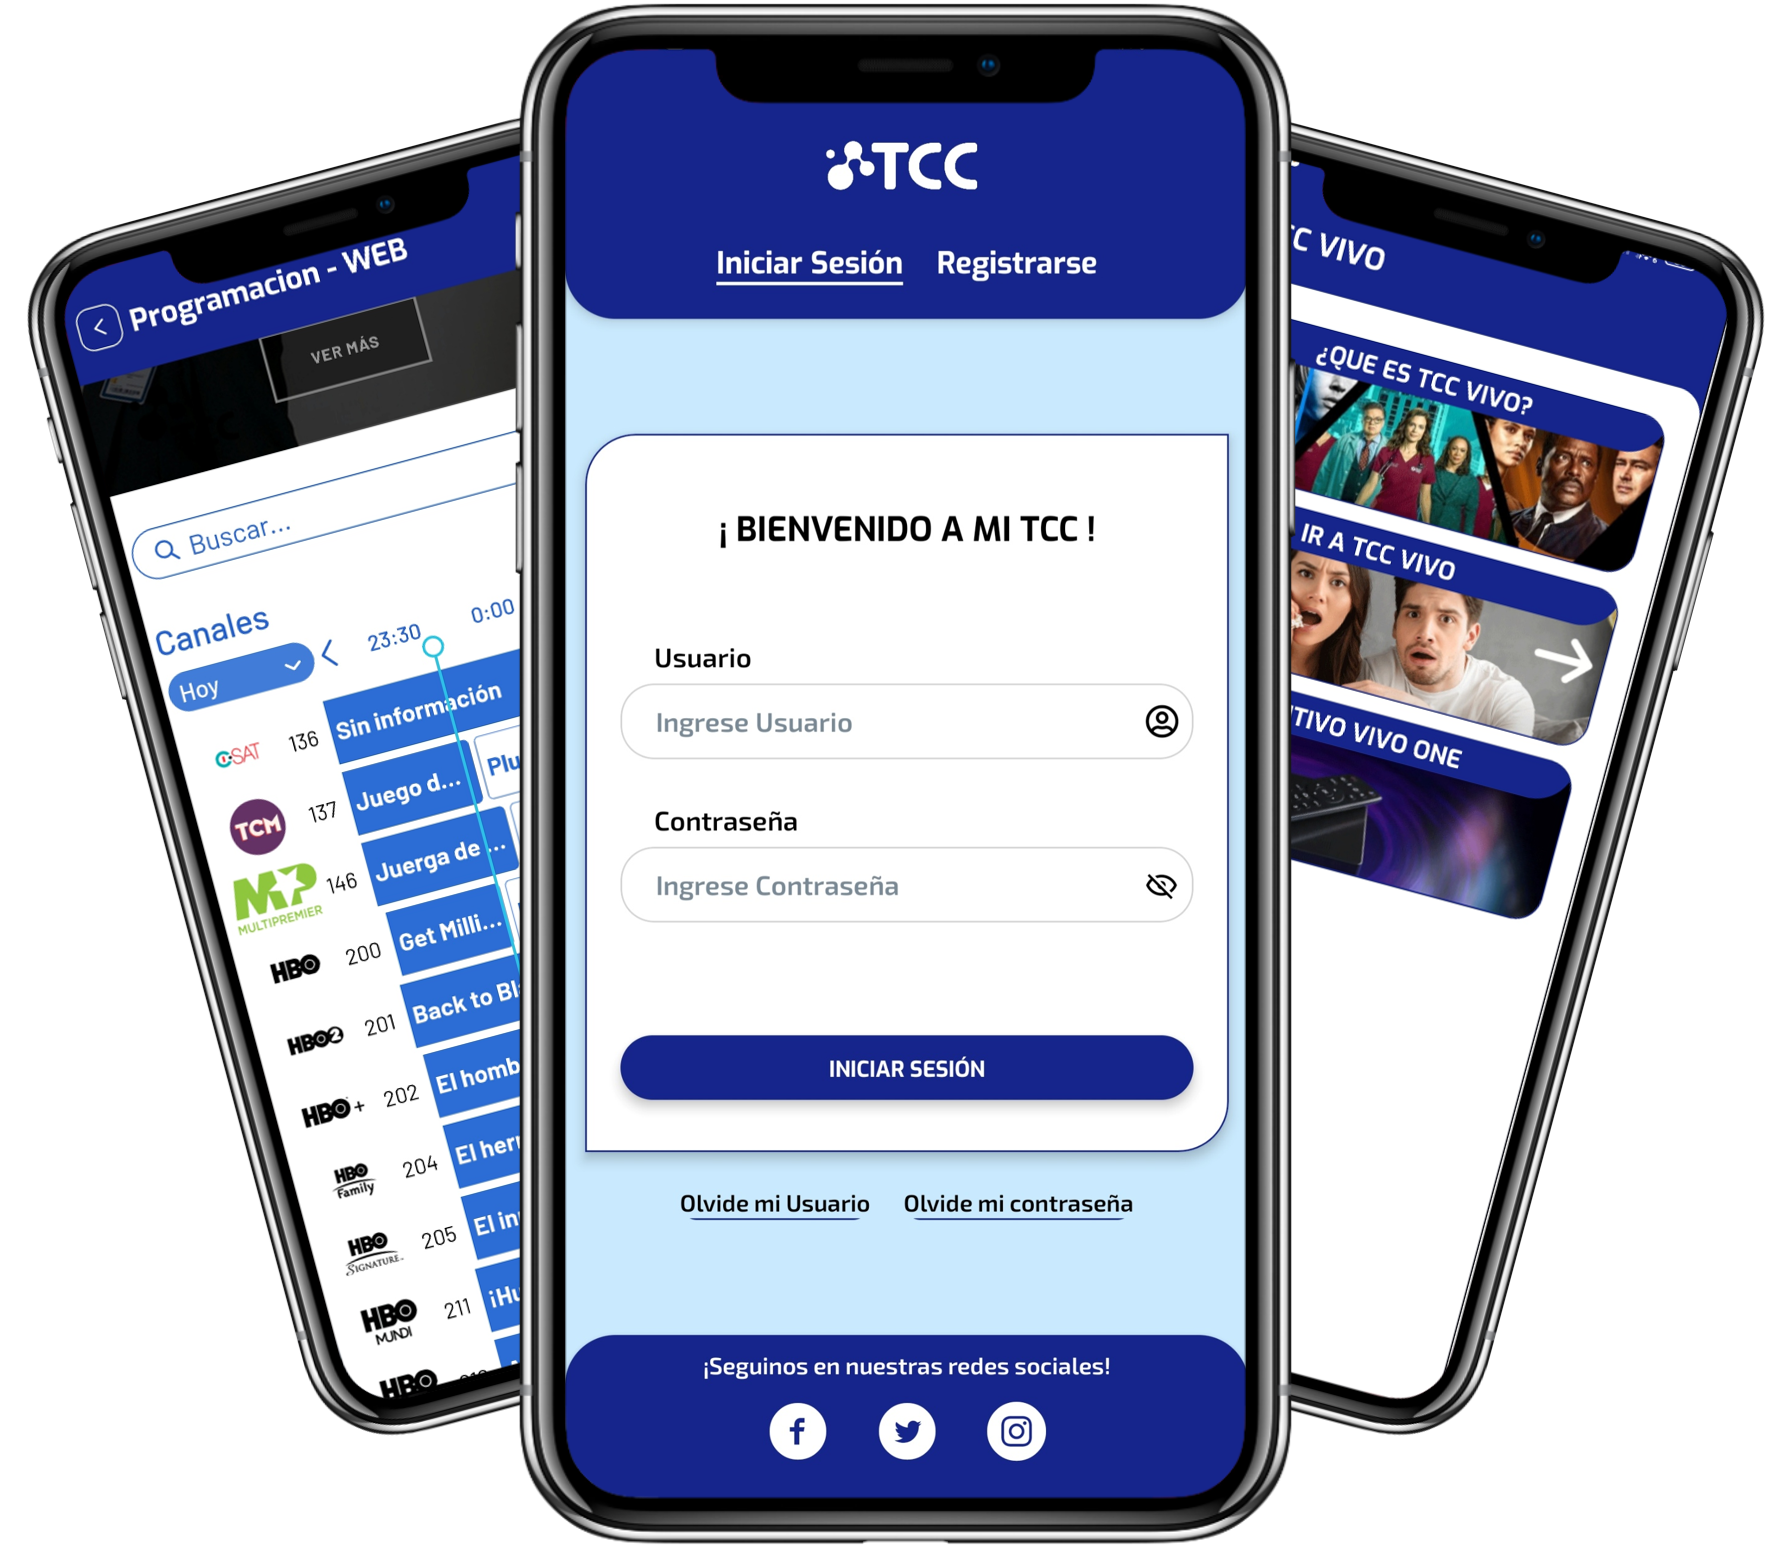 Programacion - WEB
VER MÁS
Buscar...
Canales
23:30
0:00
Hoy
C·SAT
136
Sin información
TCM
137
Juego d...
Plu
MP
MULTIPREMIER
146
Juerga de ...
HBO
200
Get Milli...
HBO2
201
Back to Bl
HBO+
202
El homb
HBO
Family
204
El her
HBO
SIGNATURE
205
El in
HBO
MUNDI
211
¡Hu
HBO
TCC
Iniciar Sesión
Registrarse
¡ BIENVENIDO A MI TCC !
Usuario
Ingrese Usuario
Contraseña
Ingrese Contraseña
INICIAR SESIÓN
Olvide mi Usuario
Olvide mi contraseña
¡Seguinos en nuestras redes sociales!
C VIVO
¿QUE ES TCC VIVO?
IR A TCC VIVO
TIVO VIVO ONE